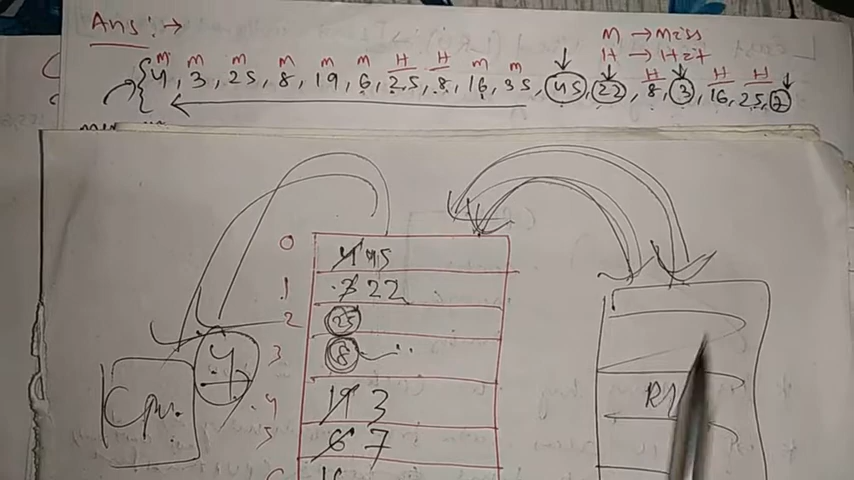 Ans :→
M → Miss
H → Hit
m m m m m m H H m m
{4, 3, 25, 8, 19, 6, 25, 8, 16, 35, 45, 22, 8, 3, 16, 25, 7
H H H
0 4 45
1 3 22
2 25
3 8
4 19 3
5 6 7
Cpu.
4